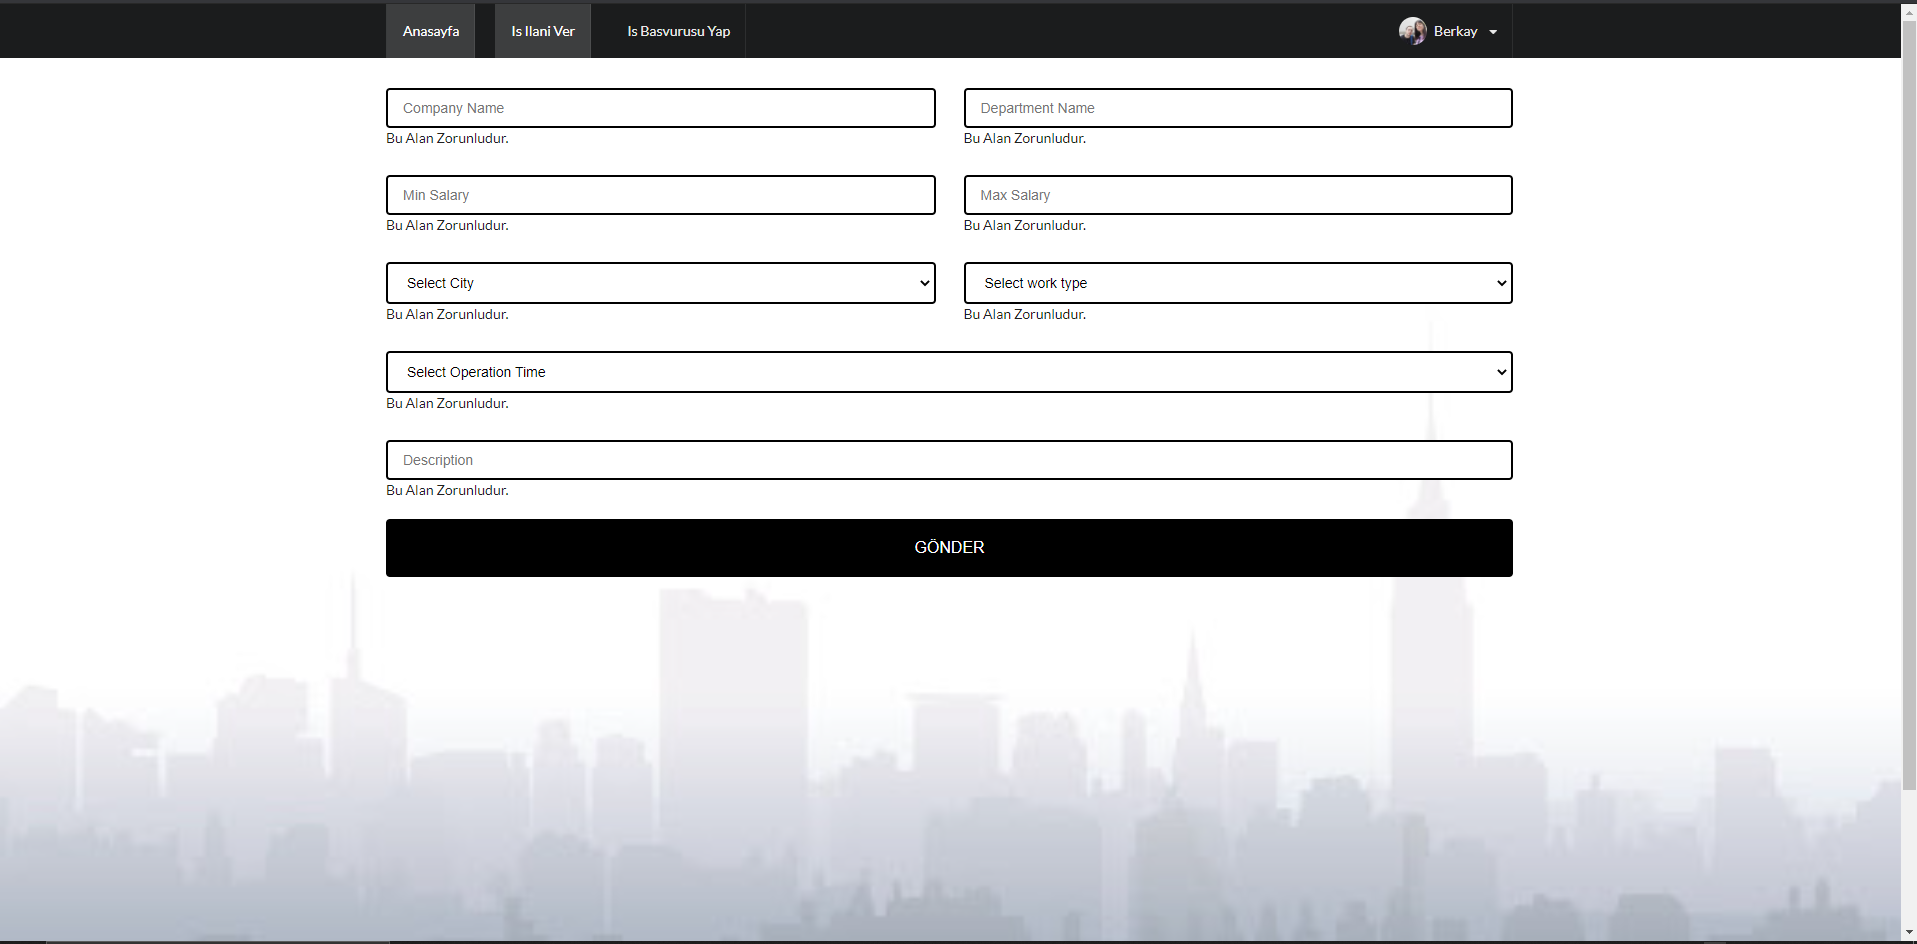 Anasayfa Is Ilani Ver Is Basvurusu Yap Berkay
Company Name Department Name
Bu Alan Zorunludur. Bu Alan Zorunludur.
Min Salary Max Salary
Bu Alan Zorunludur. Bu Alan Zorunludur.
Select City Select work type
Bu Alan Zorunludur. Bu Alan Zorunludur.
Select Operation Time
Bu Alan Zorunludur.
Description
Bu Alan Zorunludur.
GÖNDER